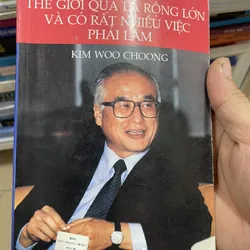 THẾ GIỚI QUẢ LÀ RỘNG LỚN
VÀ CÓ RẤT NHIỀU VIỆC
PHẢI LÀM
KIM WOO CHOONG